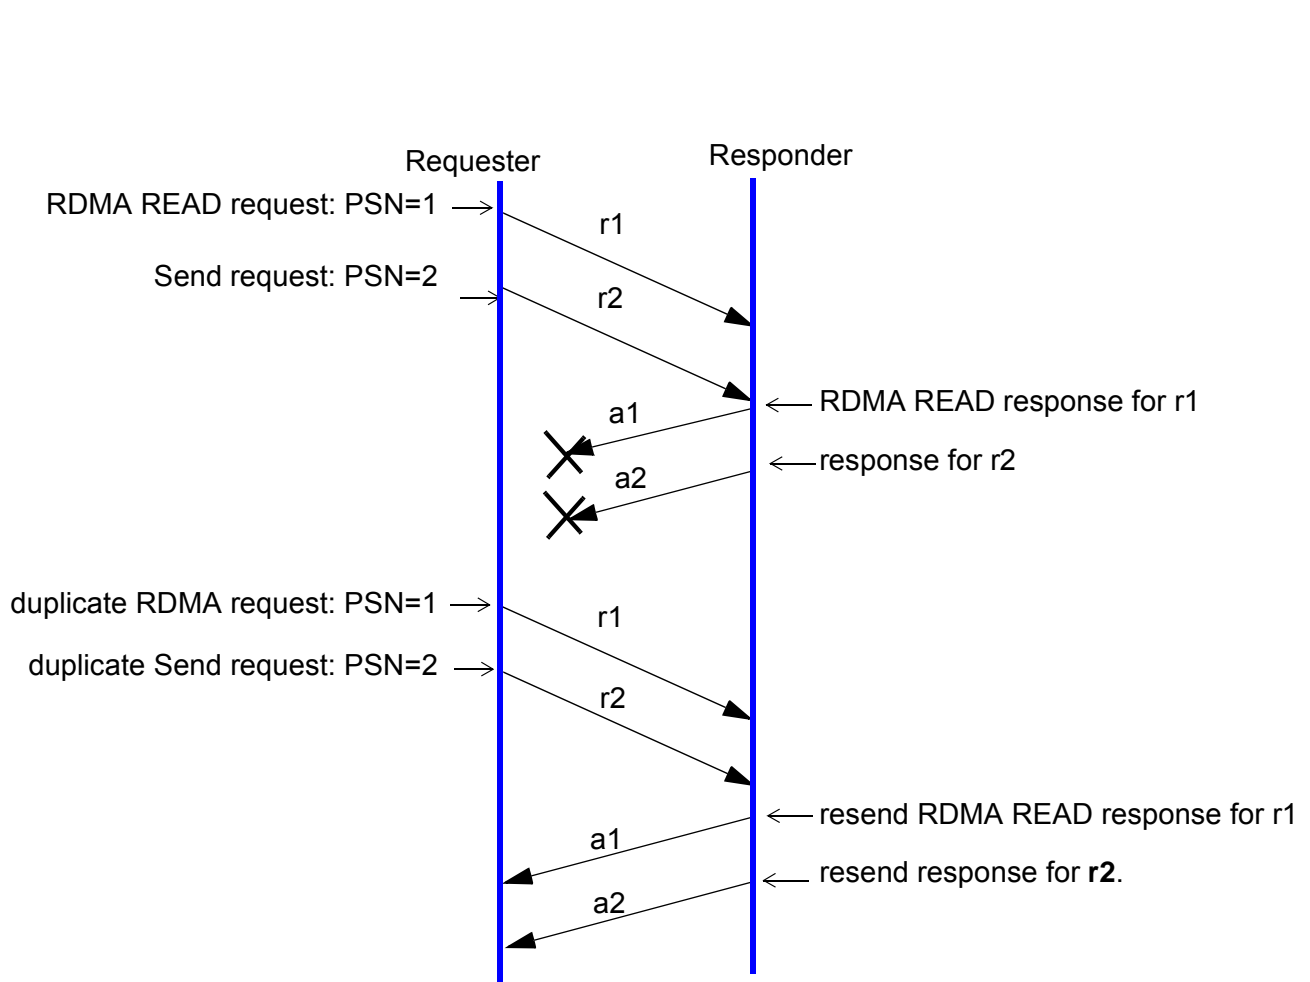 Requester
Responder
RDMA READ request: PSN=1
r1
Send request: PSN=2
r2
RDMA READ response for r1
a1
response for r2
a2
duplicate RDMA request: PSN=1
r1
duplicate Send request: PSN=2
r2
resend RDMA READ response for r1
a1
resend response for r2.
a2